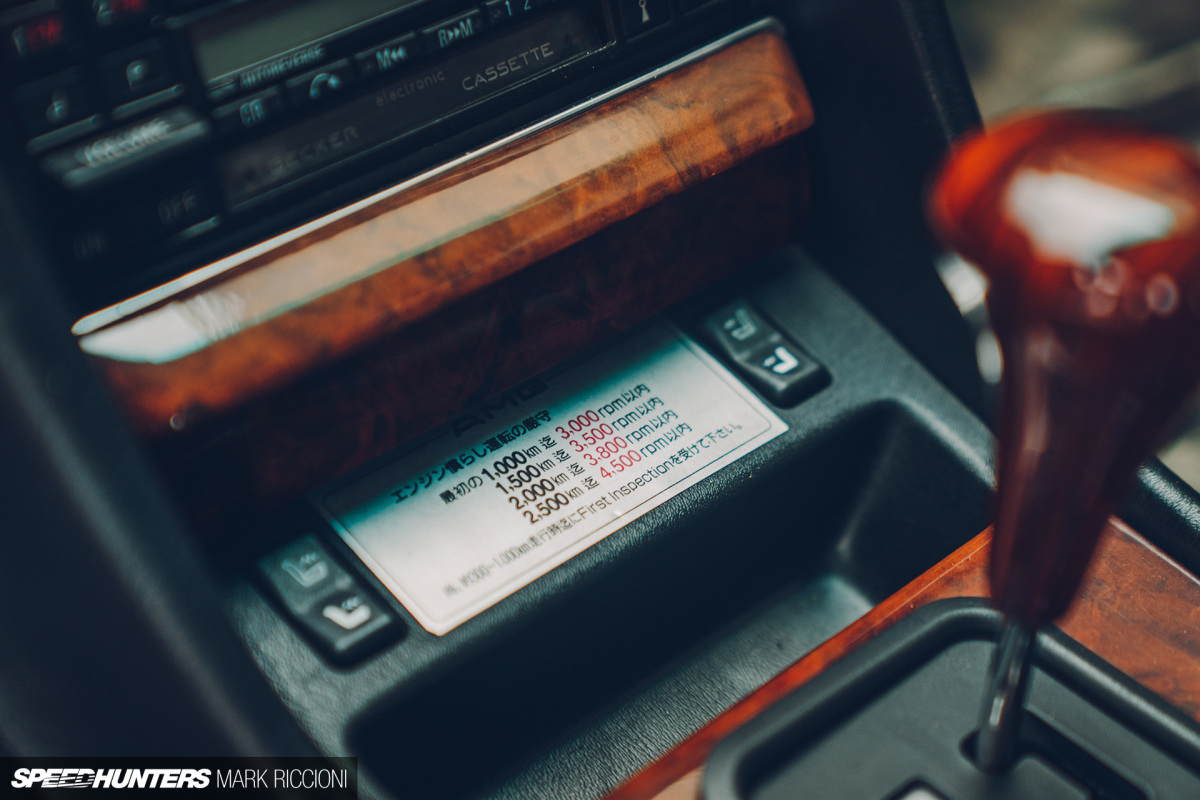 AUTOREVERSE
M◀◀
R▶▶M
1 2
electronic CASSETTE
BECKER
OFF
ON
AMG
エンジン慣らし運転の厳守
最初の 1,000km 迄 3,000rpm以内
1,500km 迄 3,500rpm以内
2,000km 迄 3,800rpm以内
2,500km 迄 4,500rpm以内
First Inspectionを受けて下さい。
SPEEDHUNTERS MARK RICCIONI